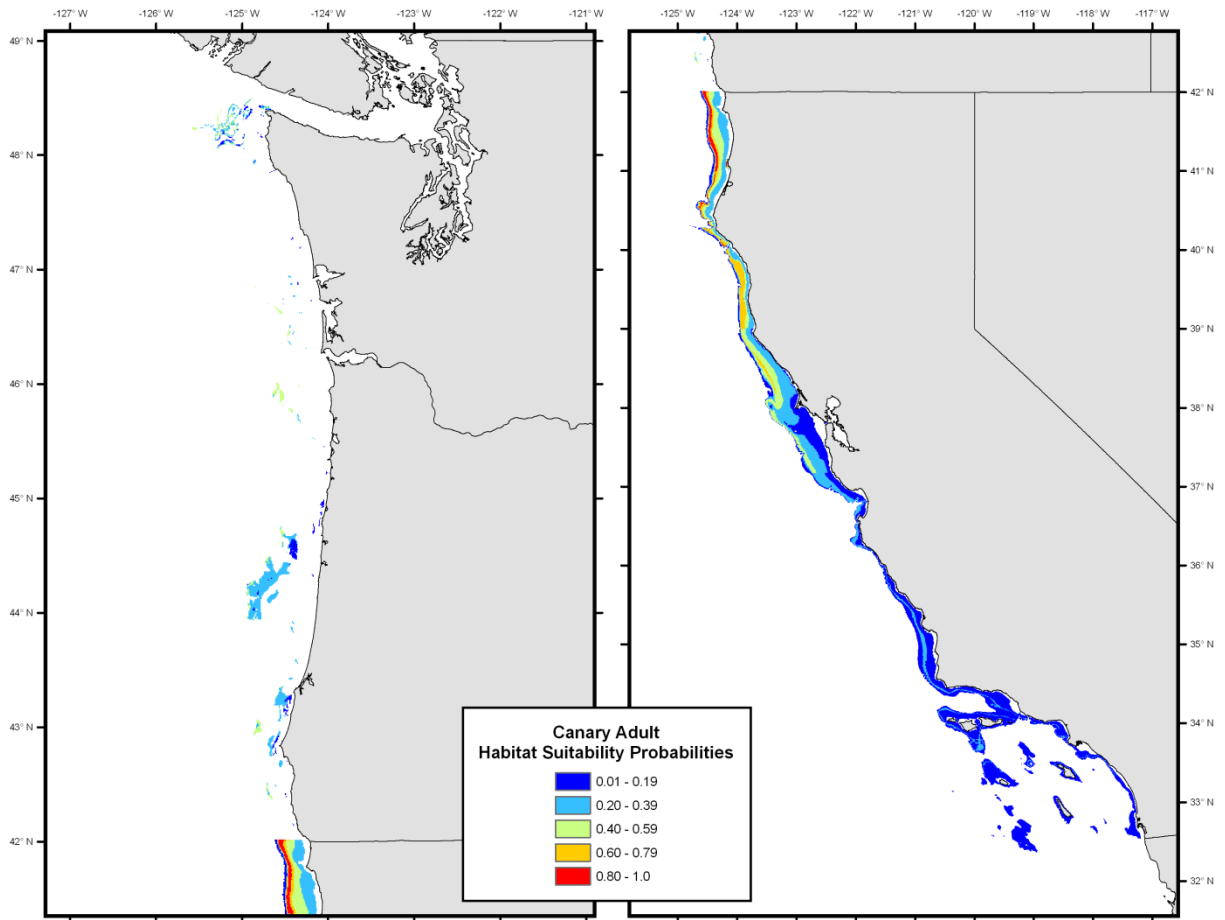 -127° W -126° W -125° W -124° W -123° W -122° W -121° W
-125° W -124° W -123° W -122° W -121° W -120° W -119° W -118° W -117° W
49° N
48° N
47° N
46° N
45° N
44° N
43° N
42° N
42° N
41° N
40° N
39° N
38° N
37° N
36° N
35° N
34° N
33° N
32° N
Canary Adult
Habitat Suitability Probabilities
0.01 - 0.19
0.20 - 0.39
0.40 - 0.59
0.60 - 0.79
0.80 - 1.0